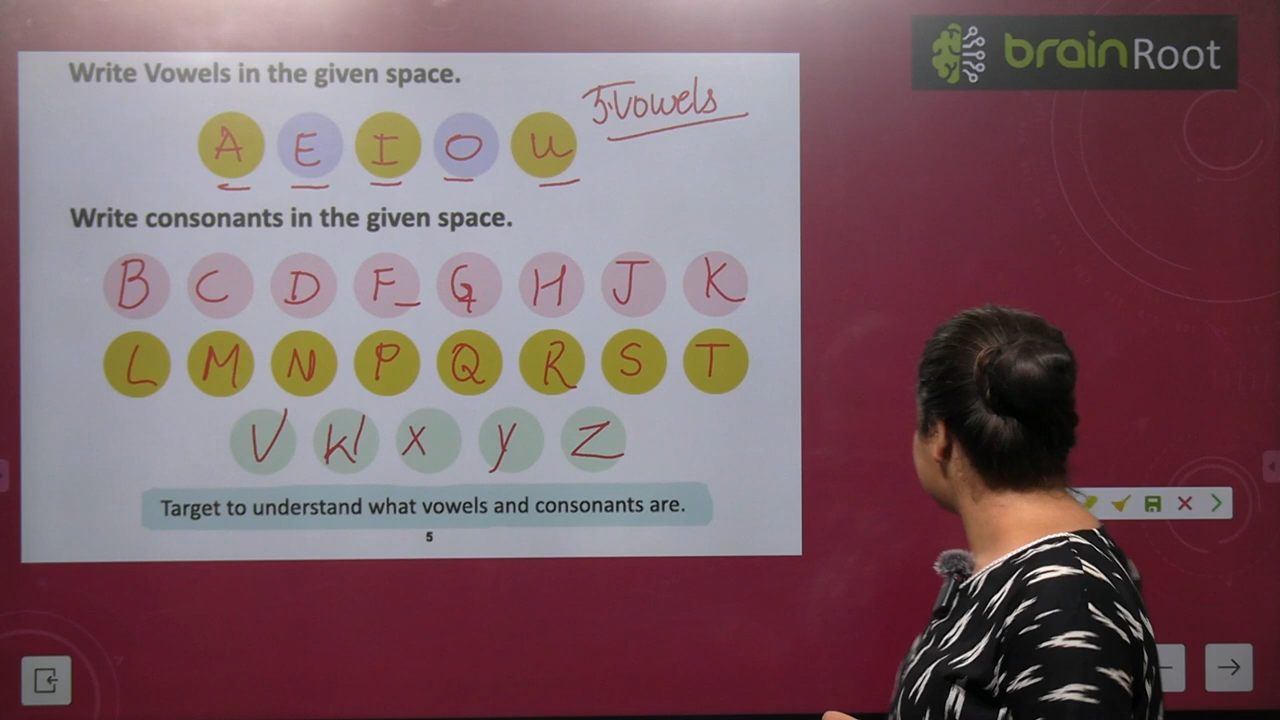 brainRoot
Write Vowels in the given space.
5.Vowels
A E I O U
Write consonants in the given space.
B C D F G H J K
L M N P Q R S T
V W X Y Z
Target to understand what vowels and consonants are.
5